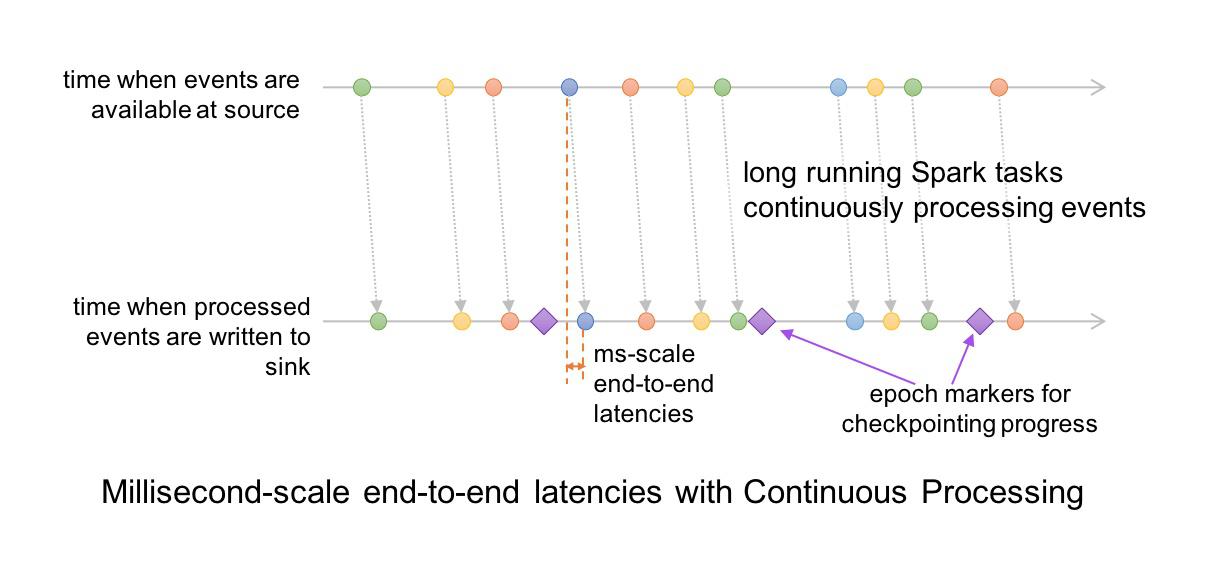 time when events are
available at source
long running Spark tasks
continuously processing events
time when processed
events are written to
sink
ms-scale
end-to-end
latencies
epoch markers for
checkpointing progress
Millisecond-scale end-to-end latencies with Continuous Processing